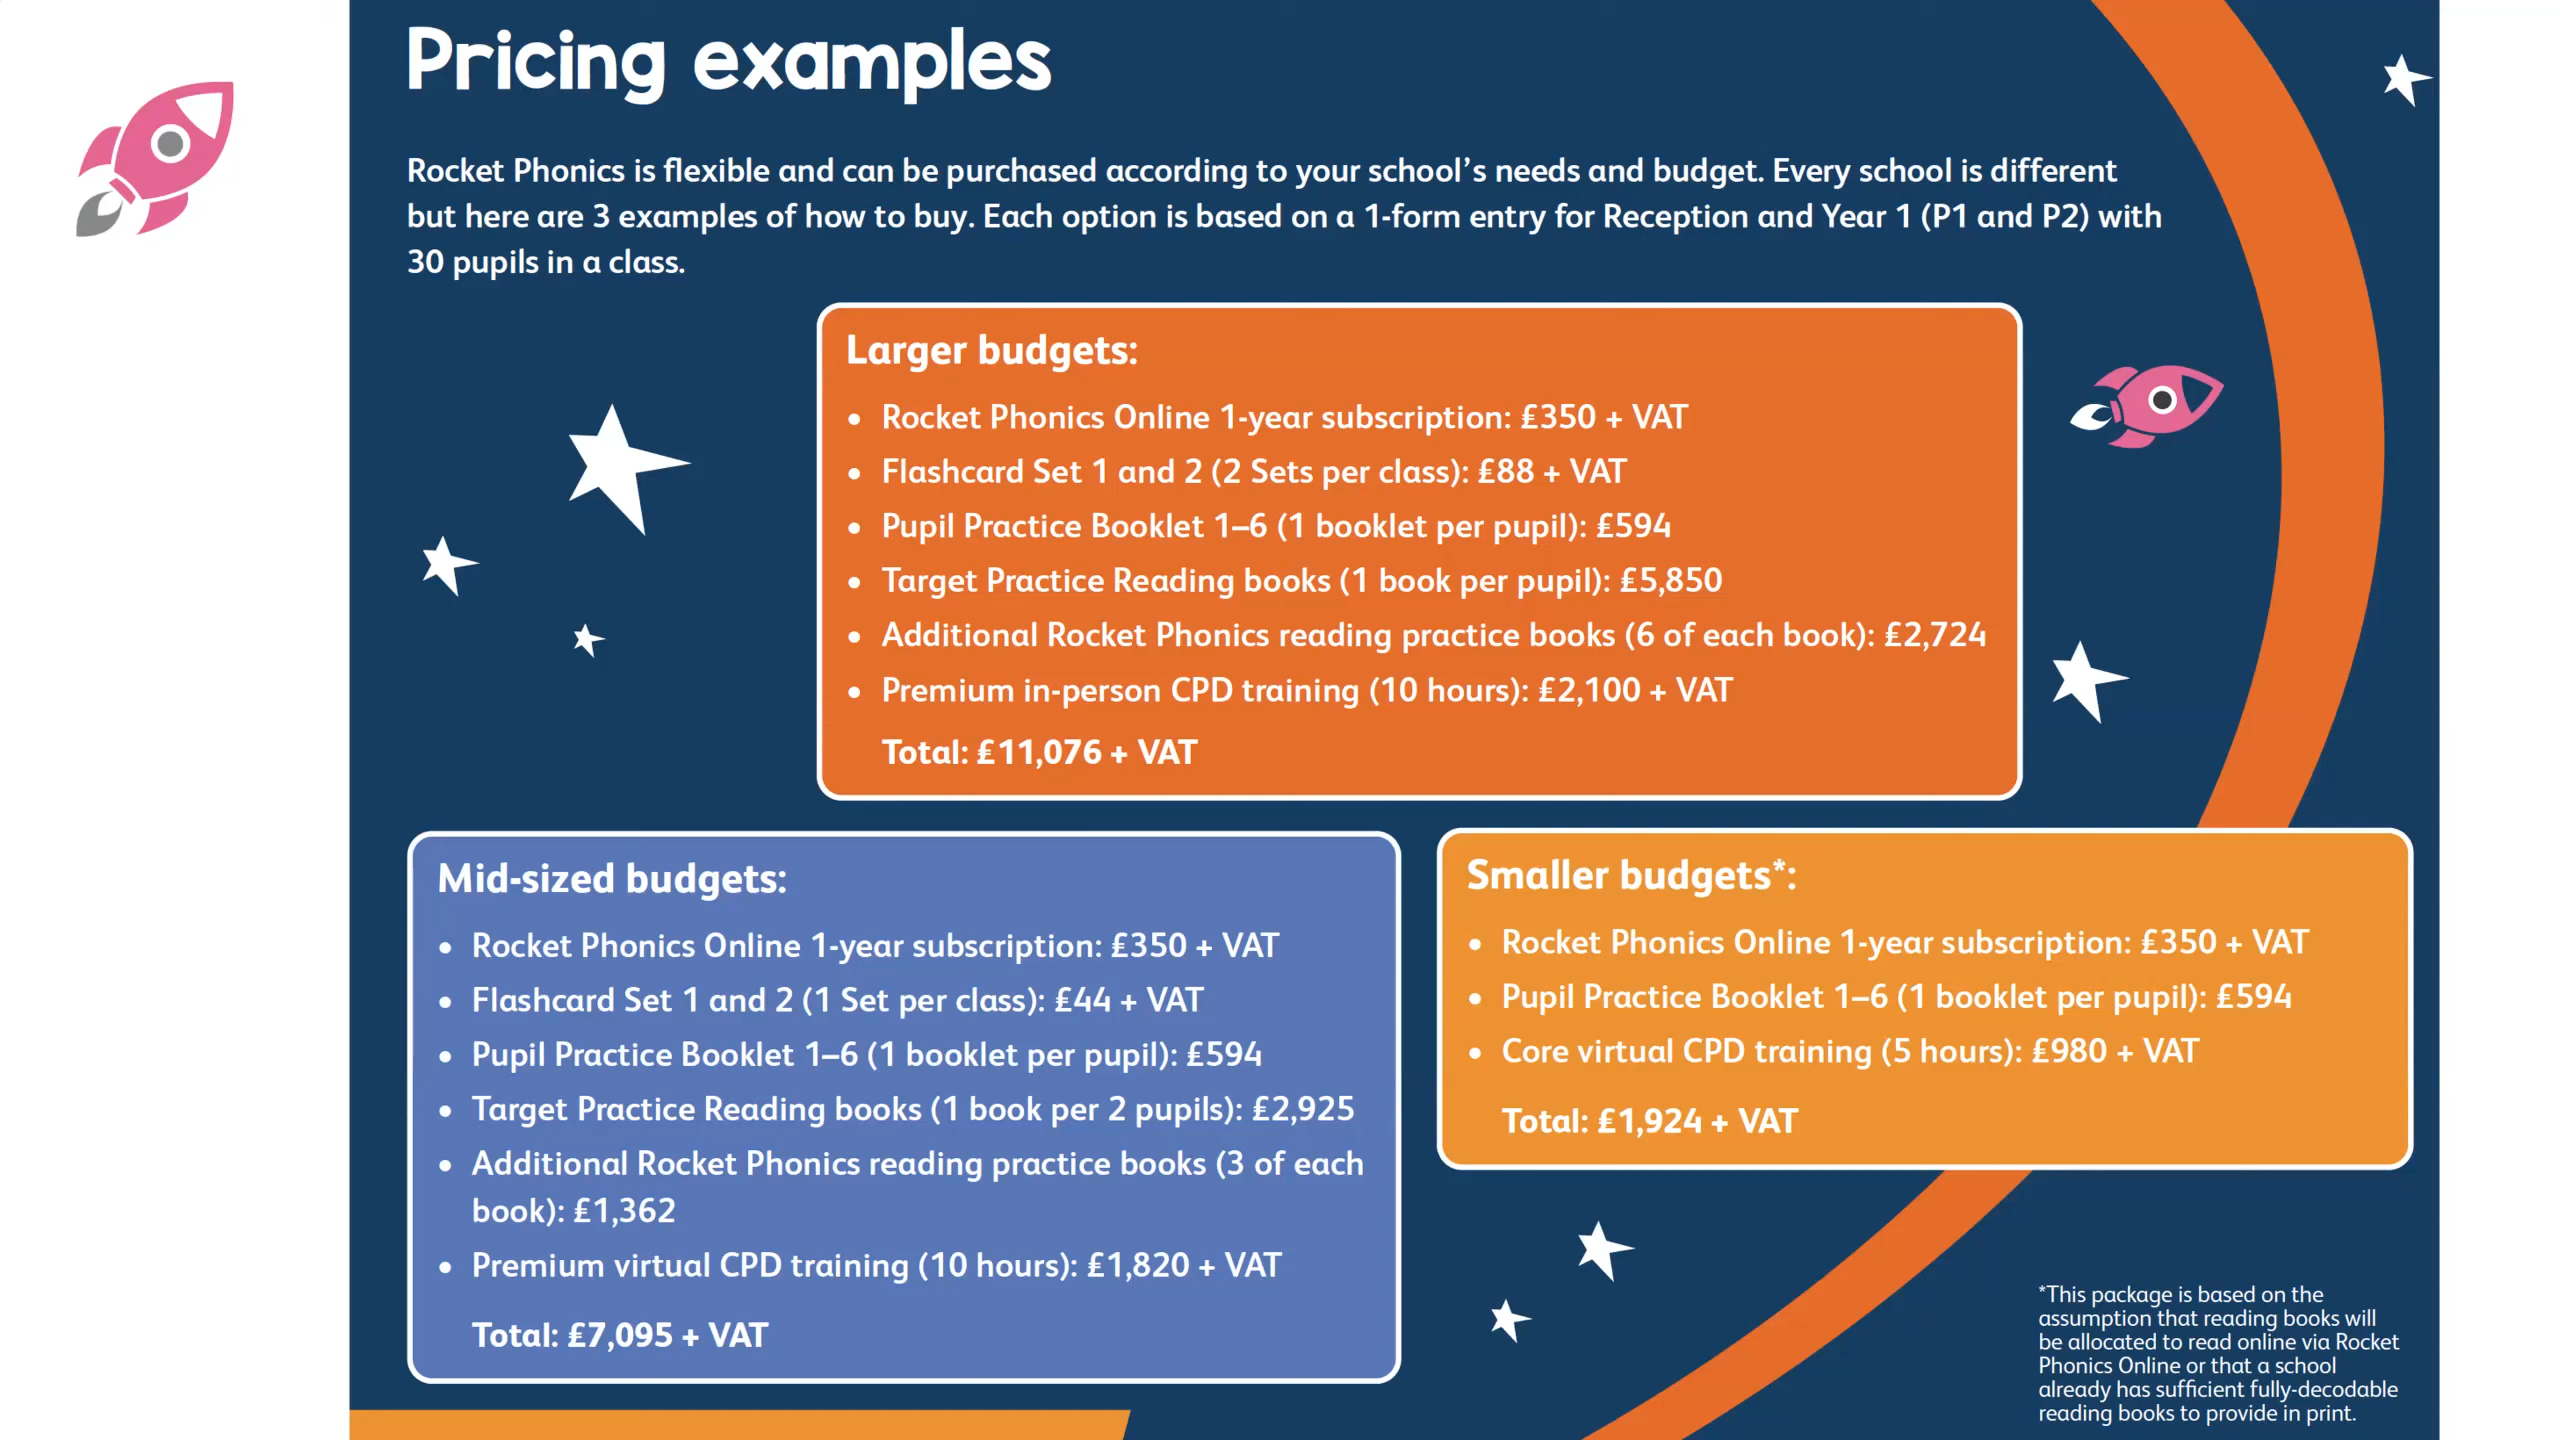 Pricing examples
Rocket Phonics is flexible and can be purchased according to your school's needs and budget. Every school is different
but here are 3 examples of how to buy. Each option is based on a 1-form entry for Reception and Year 1 (P1 and P2) with
30 pupils in a class.
Larger budgets:
• Rocket Phonics Online 1-year subscription: £350 + VAT
• Flashcard Set 1 and 2 (2 Sets per class): £88 + VAT
• Pupil Practice Booklet 1–6 (1 booklet per pupil): £594
• Target Practice Reading books (1 book per pupil): £5,850
• Additional Rocket Phonics reading practice books (6 of each book): £2,724
• Premium in-person CPD training (10 hours): £2,100 + VAT
Total: £11,076 + VAT
Mid-sized budgets:
• Rocket Phonics Online 1-year subscription: £350 + VAT
• Flashcard Set 1 and 2 (1 Set per class): £44 + VAT
• Pupil Practice Booklet 1–6 (1 booklet per pupil): £594
• Target Practice Reading books (1 book per 2 pupils): £2,925
• Additional Rocket Phonics reading practice books (3 of each
book): £1,362
• Premium virtual CPD training (10 hours): £1,820 + VAT
Total: £7,095 + VAT
Smaller budgets*:
• Rocket Phonics Online 1-year subscription: £350 + VAT
• Pupil Practice Booklet 1–6 (1 booklet per pupil): £594
• Core virtual CPD training (5 hours): £980 + VAT
Total: £1,924 + VAT
*This package is based on the
assumption that reading books will
be allocated to read online via Rocket
Phonics Online or that a school
already has sufficient fully-decodable
reading books to provide in print.